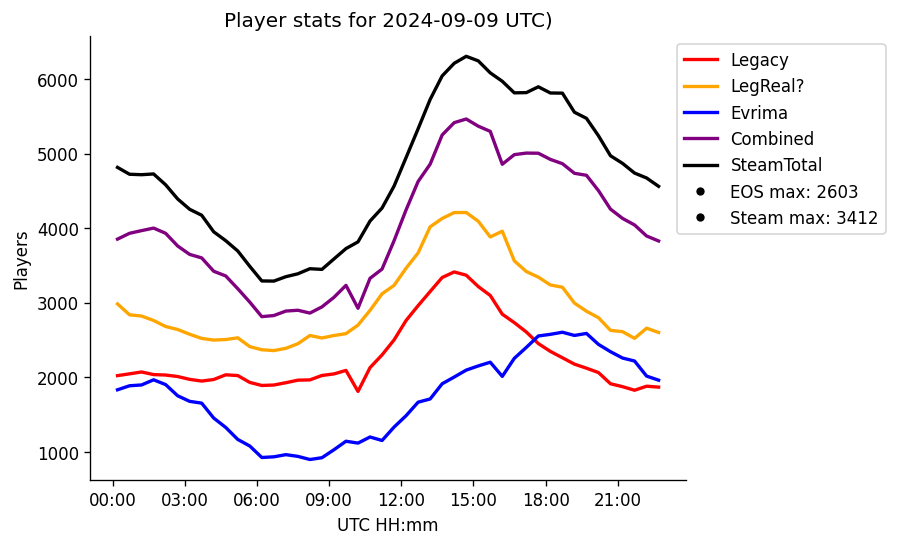 Player stats for 2024-09-09 UTC)
Players
6000
5000
4000
3000
2000
1000
00:00 03:00 06:00 09:00 12:00 15:00 18:00 21:00
UTC HH:mm
Legacy
LegReal?
Evrima
Combined
SteamTotal
EOS max: 2603
Steam max: 3412